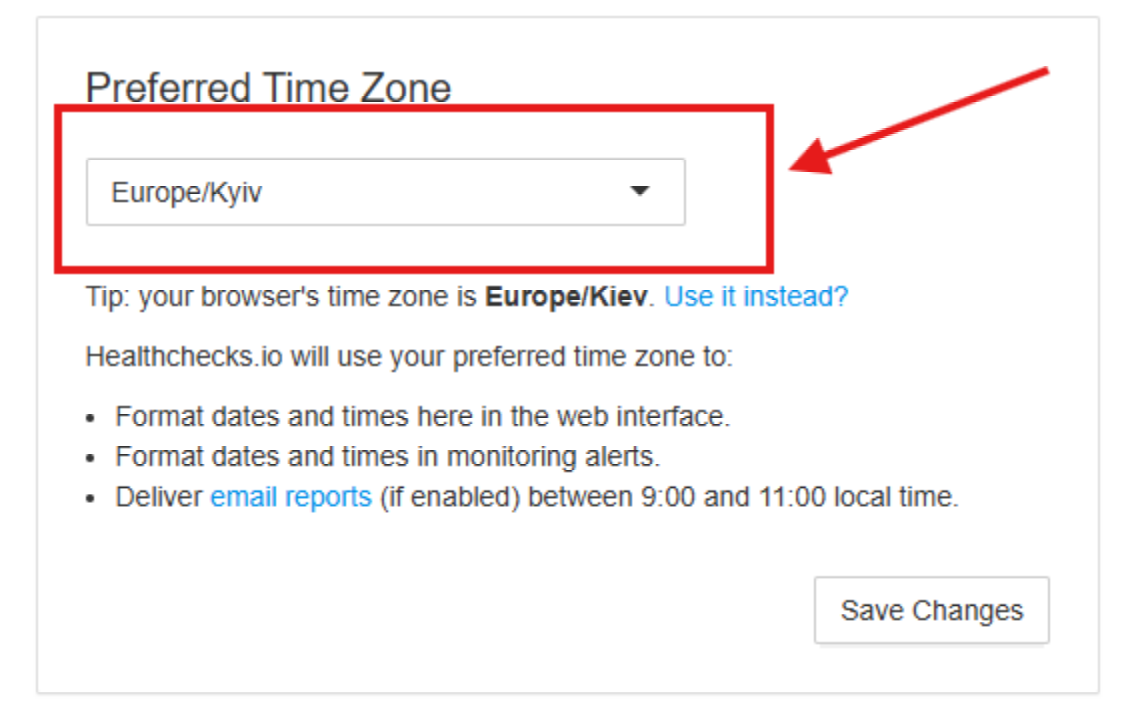 Preferred Time Zone
Europe/Kyiv
Tip: your browser's time zone is Europe/Kiev. Use it instead?
Healthchecks.io will use your preferred time zone to:
• Format dates and times here in the web interface.
• Format dates and times in monitoring alerts.
• Deliver email reports (if enabled) between 9:00 and 11:00 local time.
Save Changes